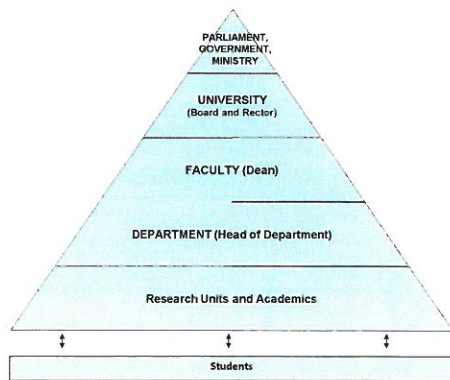 PARLIAMENT,
GOVERNMENT,
MINISTRY
UNIVERSITY
(Board and Rector)
FACULTY (Dean)
DEPARTMENT (Head of Department)
Research Units and Academics
Students